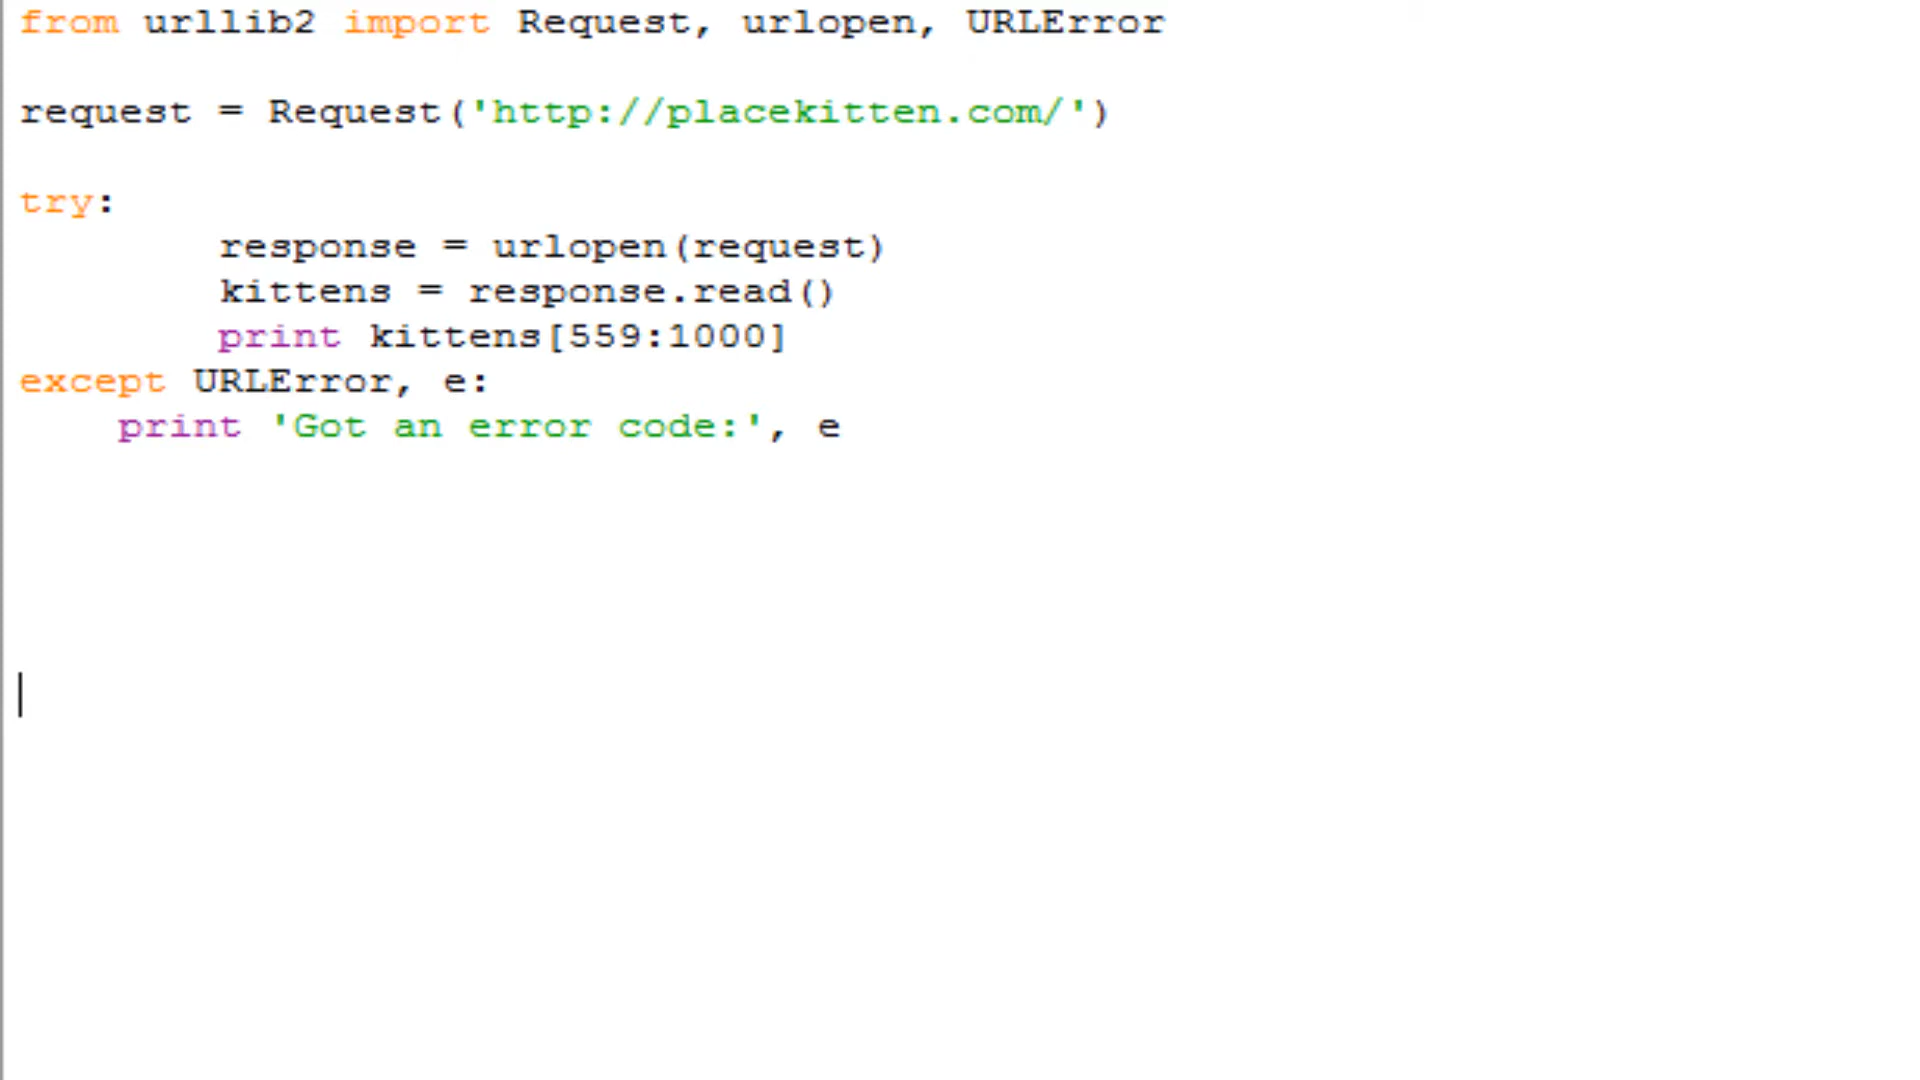 from urllib2 import Request, urlopen, URLError
request = Request('http://placekitten.com/')
try:
        response = urlopen(request)
        kittens = response.read()
        print kittens[559:1000]
except URLError, e:
    print 'Got an error code:', e